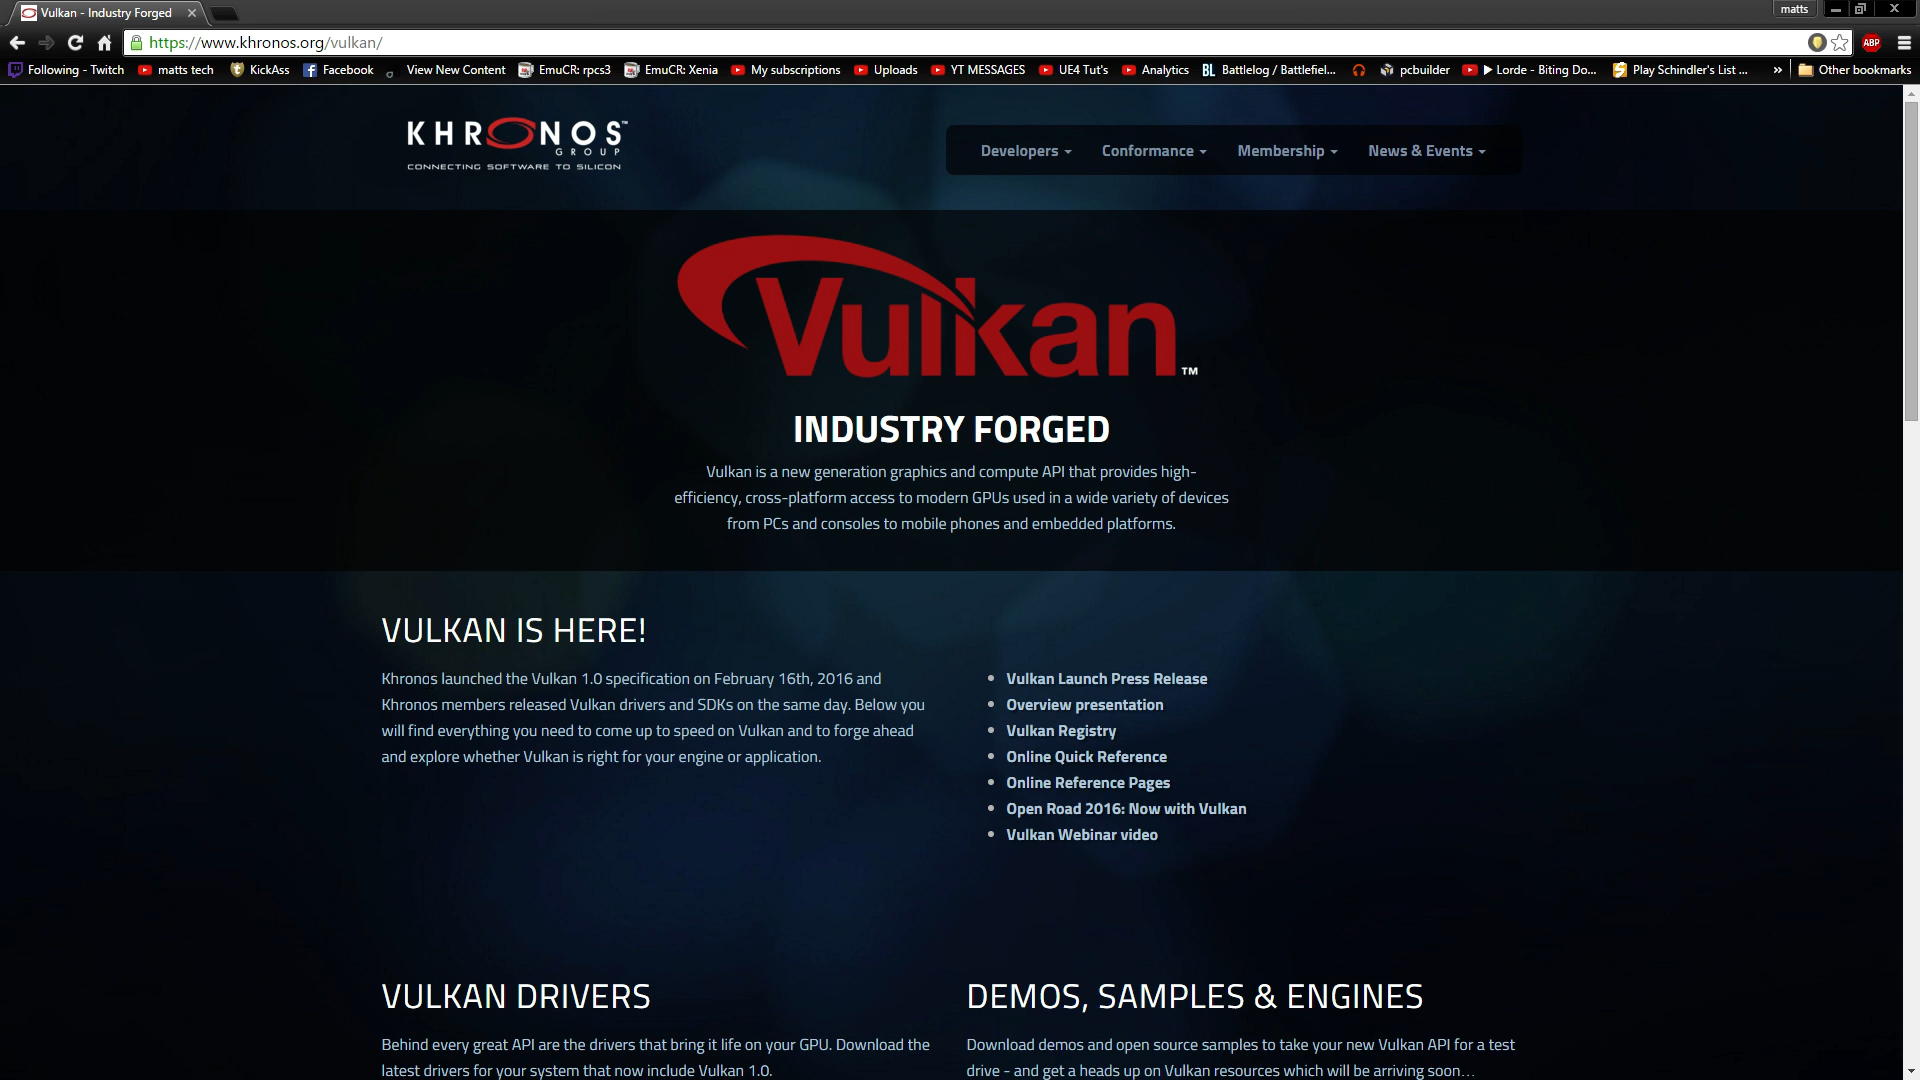 Vulkan - Industry Forged
matts
https://www.khronos.org/vulkan/
ABP
Following - Twitch
matts tech
KickAss
Facebook
View New Content
EmuCR: rpcs3
EmuCR: Xenia
My subscriptions
Uploads
YT MESSAGES
UE4 Tut's
Analytics
BL Battlelog / Battlefiel...
pcbuilder
▶ Lorde - Biting Do...
Play Schindler's List ...
»
Other bookmarks
KHRONOS™
GROUP
CONNECTING SOFTWARE TO SILICON
Developers
Conformance
Membership
News & Events
Vulkan™
INDUSTRY FORGED
Vulkan is a new generation graphics and compute API that provides high-
efficiency, cross-platform access to modern GPUs used in a wide variety of devices
from PCs and consoles to mobile phones and embedded platforms.
VULKAN IS HERE!
Khronos launched the Vulkan 1.0 specification on February 16th, 2016 and
Khronos members released Vulkan drivers and SDKs on the same day. Below you
will find everything you need to come up to speed on Vulkan and to forge ahead
and explore whether Vulkan is right for your engine or application.
• Vulkan Launch Press Release
• Overview presentation
• Vulkan Registry
• Online Quick Reference
• Online Reference Pages
• Open Road 2016: Now with Vulkan
• Vulkan Webinar video
VULKAN DRIVERS
Behind every great API are the drivers that bring it life on your GPU. Download the
latest drivers for your system that now include Vulkan 1.0.
DEMOS, SAMPLES & ENGINES
Download demos and open source samples to take your new Vulkan API for a test
drive - and get a heads up on Vulkan resources which will be arriving soon…